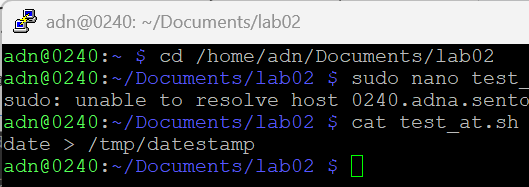 adn@0240: ~/Documents/lab02
adn@0240:~ $ cd /home/adn/Documents/lab02
adn@0240:~/Documents/lab02 $ sudo nano test_
sudo: unable to resolve host 0240.adna.sento
adn@0240:~/Documents/lab02 $ cat test_at.sh
date > /tmp/datestamp
adn@0240:~/Documents/lab02 $